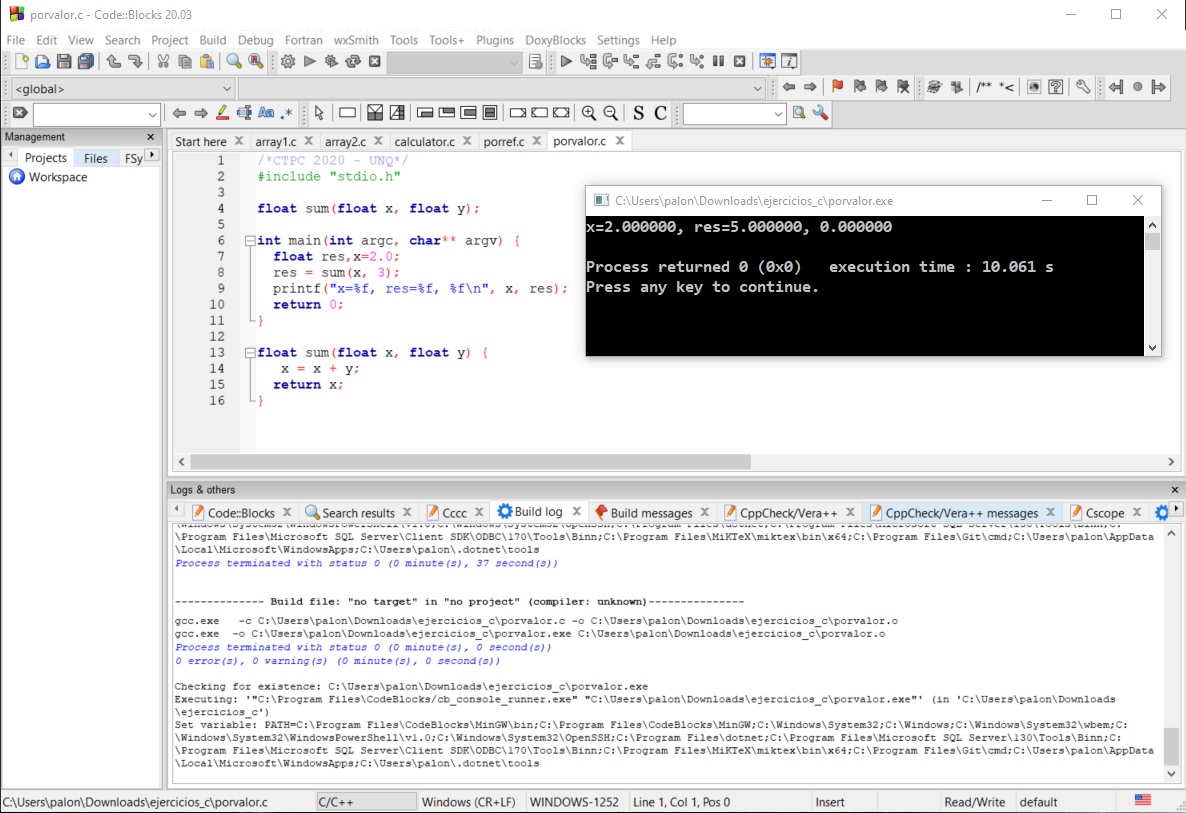 porvalor.c - Code::Blocks 20.03
File Edit View Search Project Build Debug Fortran wxSmith Tools Tools+ Plugins DoxyBlocks Settings Help
<global>
/** *<
Aa .*
S C
Management
Projects Files FSy
Workspace
Start here array1.c array2.c calculator.c porref.c porvalor.c
1 /*CTPC 2020 - UNQ*/
2 #include "stdio.h"
3
4 float sum(float x, float y);
5
6 int main(int argc, char** argv) {
7 float res,x=2.0;
8 res = sum(x, 3);
9 printf("x=%f, res=%f, %f\n", x, res);
10 return 0;
11 }
12
13 float sum(float x, float y) {
14 x = x + y;
15 return x;
16 }
C:\Users\palon\Downloads\ejercicios_c\porvalor.exe
x=2.000000, res=5.000000, 0.000000
Process returned 0 (0x0)   execution time : 10.061 s
Press any key to continue.
Logs & others
Code::Blocks Search results Cccc Build log Build messages CppCheck/Vera++ CppCheck/Vera++ messages Cscope
\Program Files\Microsoft SQL Server\Client SDK\ODBC\170\Tools\Binn;C:\Program Files\MiKTeX\miktex\bin\x64;C:\Program Files\Git\cmd;C:\Users\palon\AppData
\Local\Microsoft\WindowsApps;C:\Users\palon\.dotnet\tools
Process terminated with status 0 (0 minute(s), 37 second(s))
-------------- Build file: "no target" in "no project" (compiler: unknown)---------------
gcc.exe   -c C:\Users\palon\Downloads\ejercicios_c\porvalor.c -o C:\Users\palon\Downloads\ejercicios_c\porvalor.o
gcc.exe  -o C:\Users\palon\Downloads\ejercicios_c\porvalor.exe C:\Users\palon\Downloads\ejercicios_c\porvalor.o
Process terminated with status 0 (0 minute(s), 0 second(s))
0 error(s), 0 warning(s) (0 minute(s), 0 second(s))
Checking for existence: C:\Users\palon\Downloads\ejercicios_c\porvalor.exe
Executing: '"C:\Program Files\CodeBlocks/cb_console_runner.exe" "C:\Users\palon\Downloads\ejercicios_c\porvalor.exe"' (in 'C:\Users\palon\Downloads
\ejercicios_c')
Set variable: PATH=C:\Program Files\CodeBlocks\MinGW\bin;C:\Program Files\CodeBlocks\MinGW;C:\Windows\System32;C:\Windows;C:\Windows\System32\wbem;C:
\Windows\System32\WindowsPowerShell\v1.0;C:\Windows\System32\OpenSSH;C:\Program Files\dotnet;C:\Program Files\Microsoft SQL Server\130\Tools\Binn;C:
\Program Files\Microsoft SQL Server\Client SDK\ODBC\170\Tools\Binn;C:\Program Files\MiKTeX\miktex\bin\x64;C:\Program Files\Git\cmd;C:\Users\palon\AppData
\Local\Microsoft\WindowsApps;C:\Users\palon\.dotnet\tools
C:\Users\palon\Downloads\ejercicios_c\porvalor.c C/C++ Windows (CR+LF) WINDOWS-1252 Line 1, Col 1, Pos 0 Insert Read/Write default